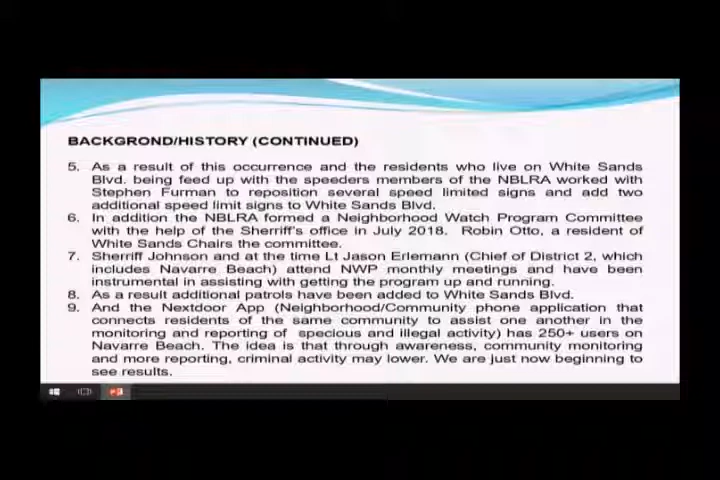 BACKGROND/HISTORY (CONTINUED)
5. As a result of this occurrence and the residents who live on White Sands
Blvd. being feed up with the speeders members of the NBLRA worked with
Stephen Furman to reposition several speed limited signs and add two
additional speed limit signs to White Sands Blvd.
6. In addition the NBLRA formed a Neighborhood Watch Program Committee
with the help of the Sherriff's office in July 2018. Robin Otto, a resident of
White Sands Chairs the committee.
7. Sherriff Johnson and at the time Lt Jason Erlemann (Chief of District 2, which
includes Navarre Beach) attend NWP monthly meetings and have been
instrumental in assisting with getting the program up and running.
8. As a result additional patrols have been added to White Sands Blvd.
9. And the Nextdoor App (Neighborhood/Community phone application that
connects residents of the same community to assist one another in the
monitoring and reporting of specious and illegal activity) has 250+ users on
Navarre Beach. The idea is that through awareness, community monitoring
and more reporting, criminal activity may lower. We are just now beginning to
see results.